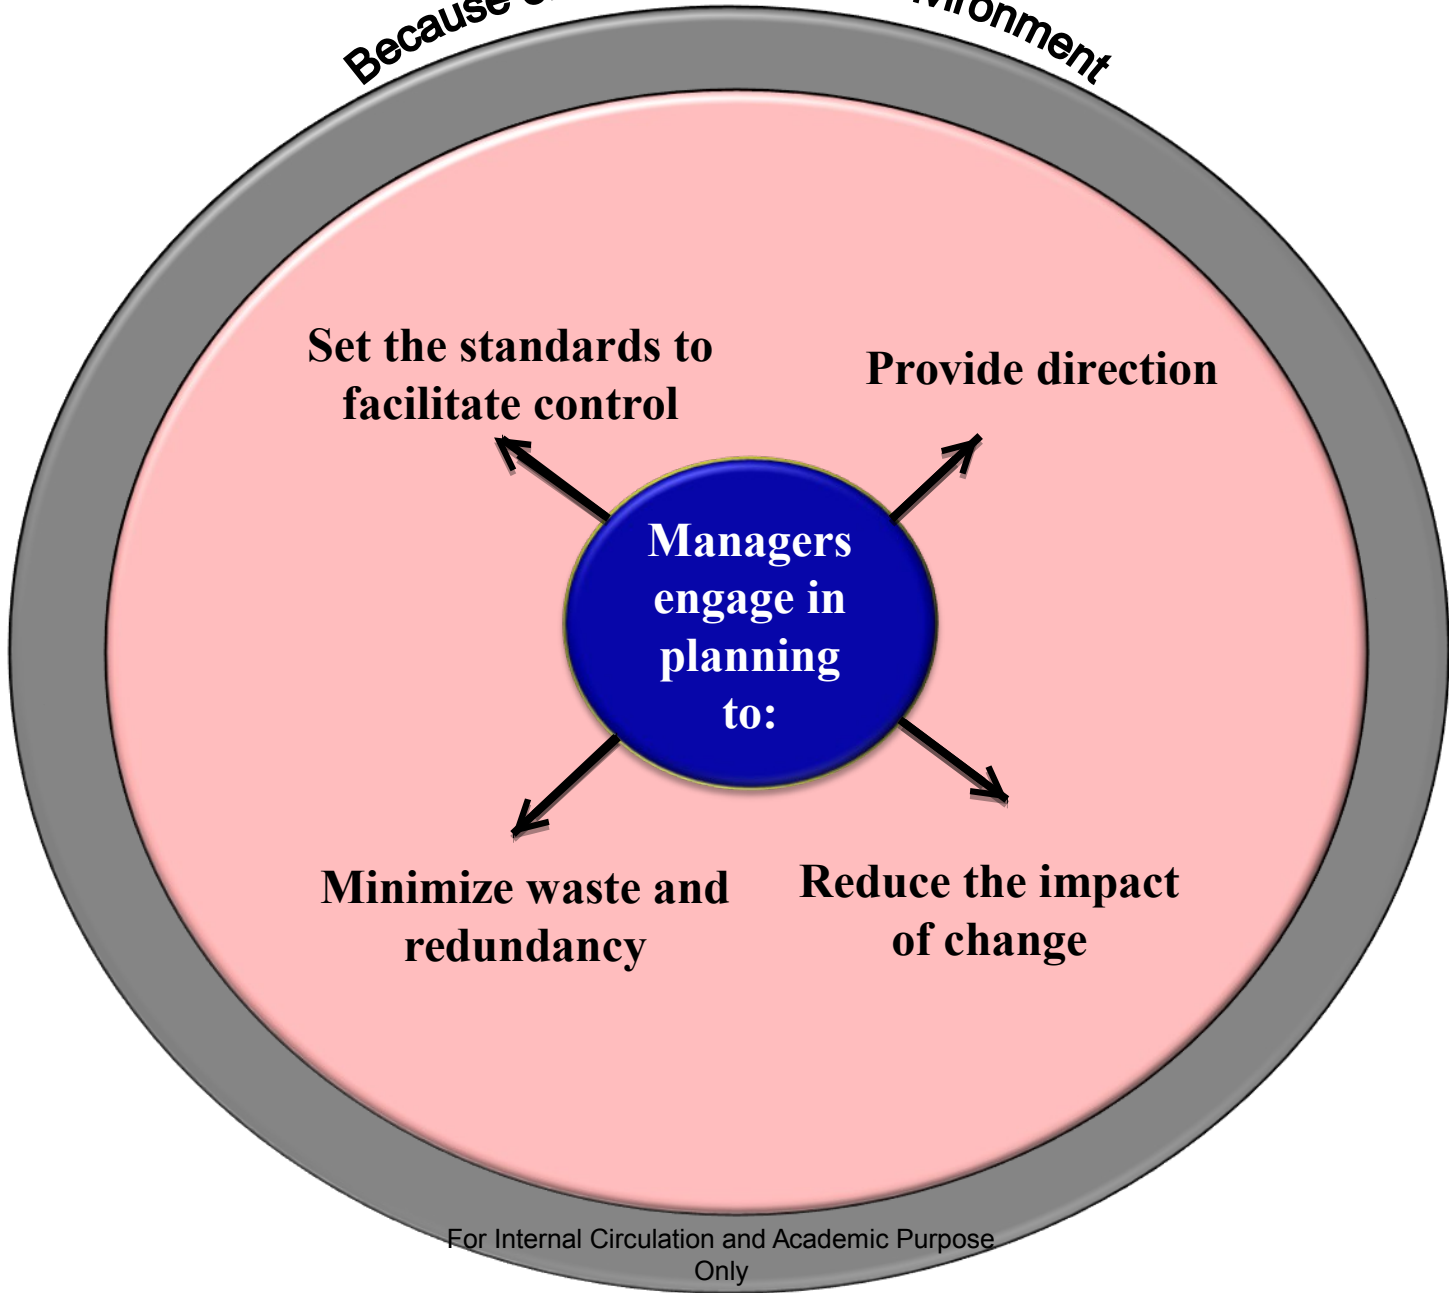 Because
vironment
Set the standards to
facilitate control
Provide direction
Managers
engage in
planning
to:
Minimize waste and
redundancy
Reduce the impact
of change
For Internal Circulation and Academic Purpose
Only